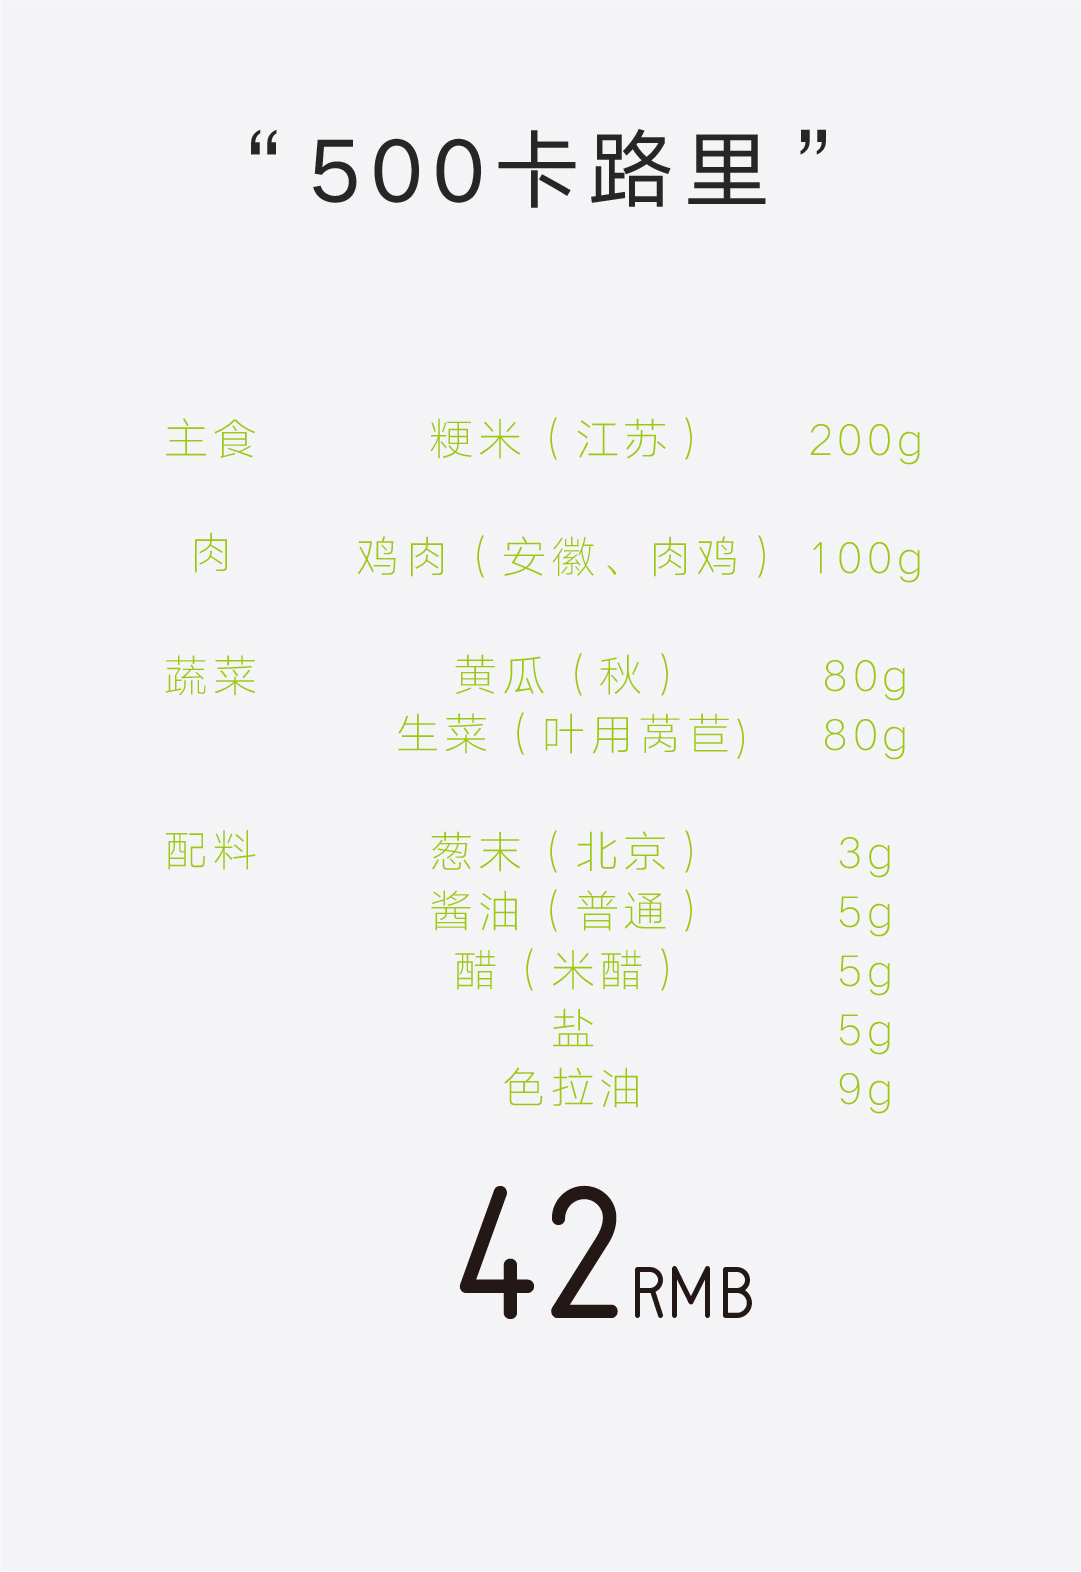 “500卡路里”
主食 粳米（江苏） 200g
肉 鸡肉（安徽、肉鸡） 100g
蔬菜 黄瓜（秋） 80g
生菜（叶用莴苣) 80g
配料 葱末（北京） 3g
酱油（普通） 5g
醋（米醋） 5g
盐 5g
色拉油 9g
42RMB